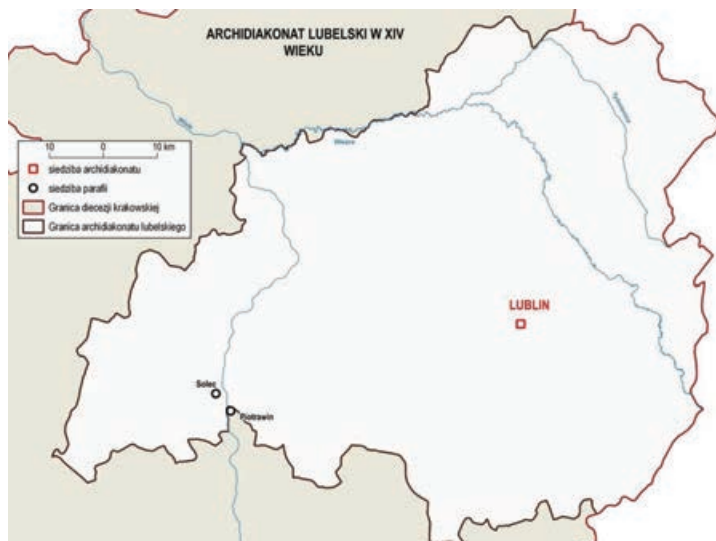 ARCHIDIAKONAT LUBELSKI W XIV
WIEKU
10 0 10 km
siedziba archidiakonatu
siedziba parafii
Granica diecezji krakowskiej
Granica archidiakonatu lubelskiego
Wisła
Wieprz
LUBLIN
Solec
Piotrawin